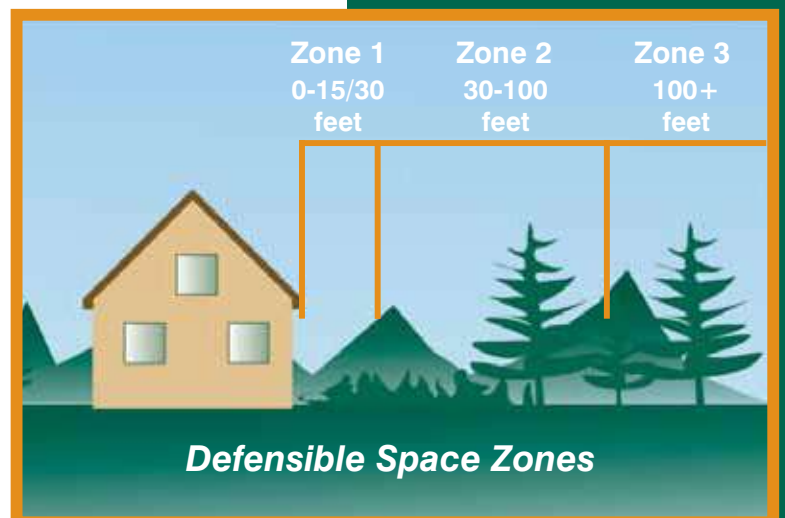 Zone 1
0-15/30
feet
Zone 2
30-100
feet
Zone 3
100+
feet
Defensible Space Zones